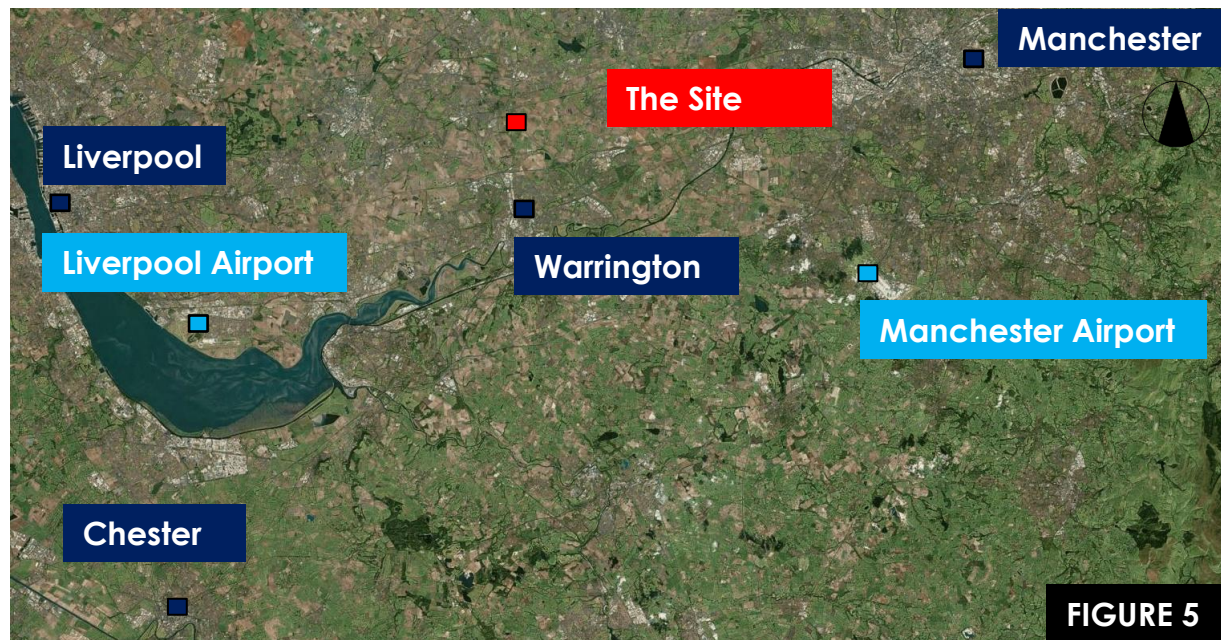 Manchester
The Site
Liverpool
Liverpool Airport
Warrington
Manchester Airport
Chester
FIGURE 5